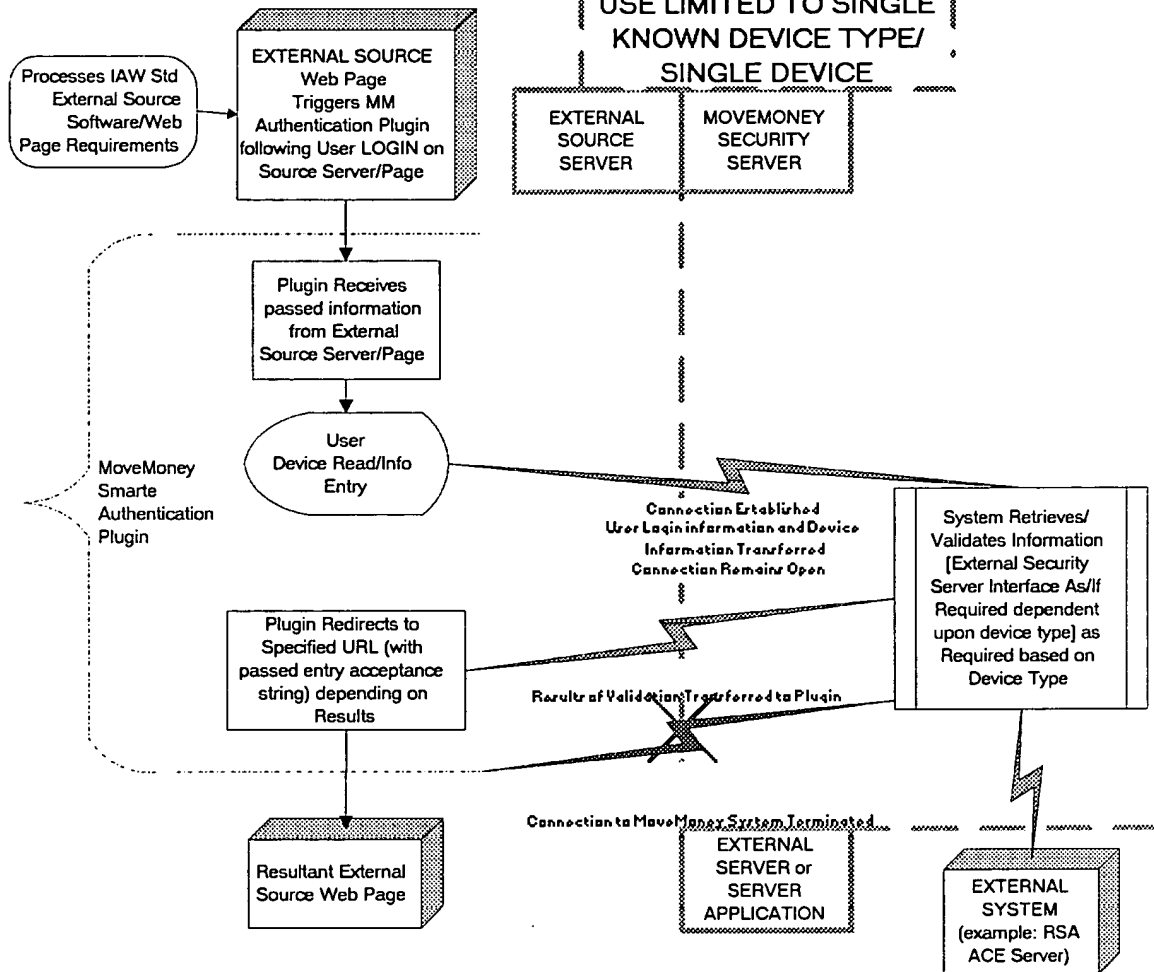 USE LIMITED TO SINGLE
KNOWN DEVICE TYPE/
SINGLE DEVICE
Processes IAW Std
External Source
Software/Web
Page Requirements
EXTERNAL SOURCE
Web Page
Triggers MM
Authentication Plugin
following User LOGIN on
Source Server/Page
EXTERNAL
SOURCE
SERVER
MOVEMONEY
SECURITY
SERVER
Plugin Receives
passed information
from External
Source Server/Page
User
Device Read/Info
Entry
MoveMoney
Smarte
Authentication
Plugin
Connection Established
User Login information and Device
Information Transferred
Connection Remains Open
System Retrieves/
Validates Information
[External Security
Server Interface As/If
Required dependent
upon device type] as
Required based on
Device Type
Plugin Redirects to
Specified URL (with
passed entry acceptance
string) depending on
Results
Results of Validation Transferred to Plugin
Connection to MoveMoney System Terminated
Resultant External
Source Web Page
EXTERNAL
SERVER or
SERVER
APPLICATION
EXTERNAL
SYSTEM
(example: RSA
ACE Server)